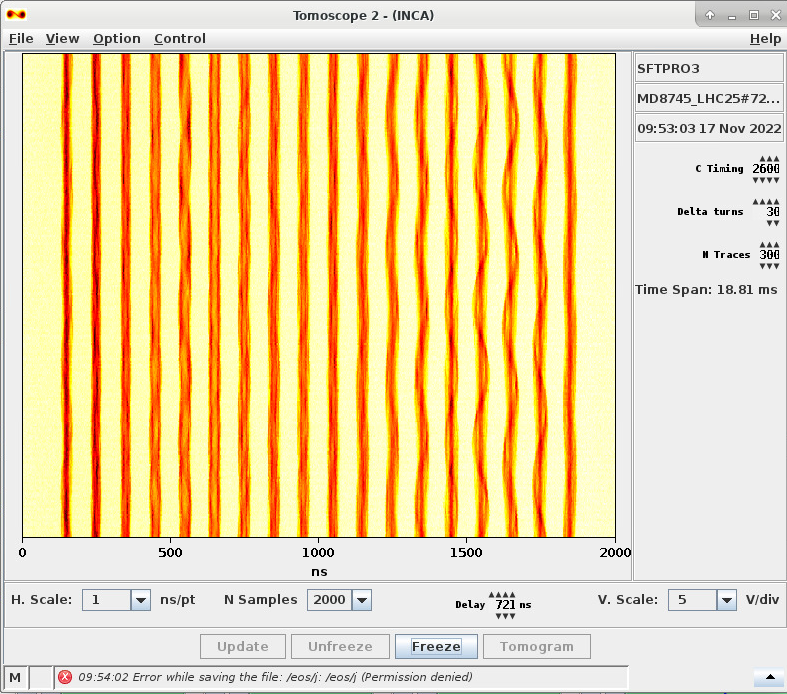 Tomoscope 2 - (INCA)
File View Option Control Help
SFTPRO3
MD8745_LHC25#72...
09:53:03 17 Nov 2022
C Timing 2600
Delta turns 30
N Traces 300
Time Span: 18.81 ms
0 500 1000 1500 2000
ns
H. Scale: 1 ns/pt N Samples 2000 Delay 721 ns V. Scale: 5 V/div
Update Unfreeze Freeze Tomogram
M 09:54:02 Error while saving the file: /eos/j: /eos/j (Permission denied)